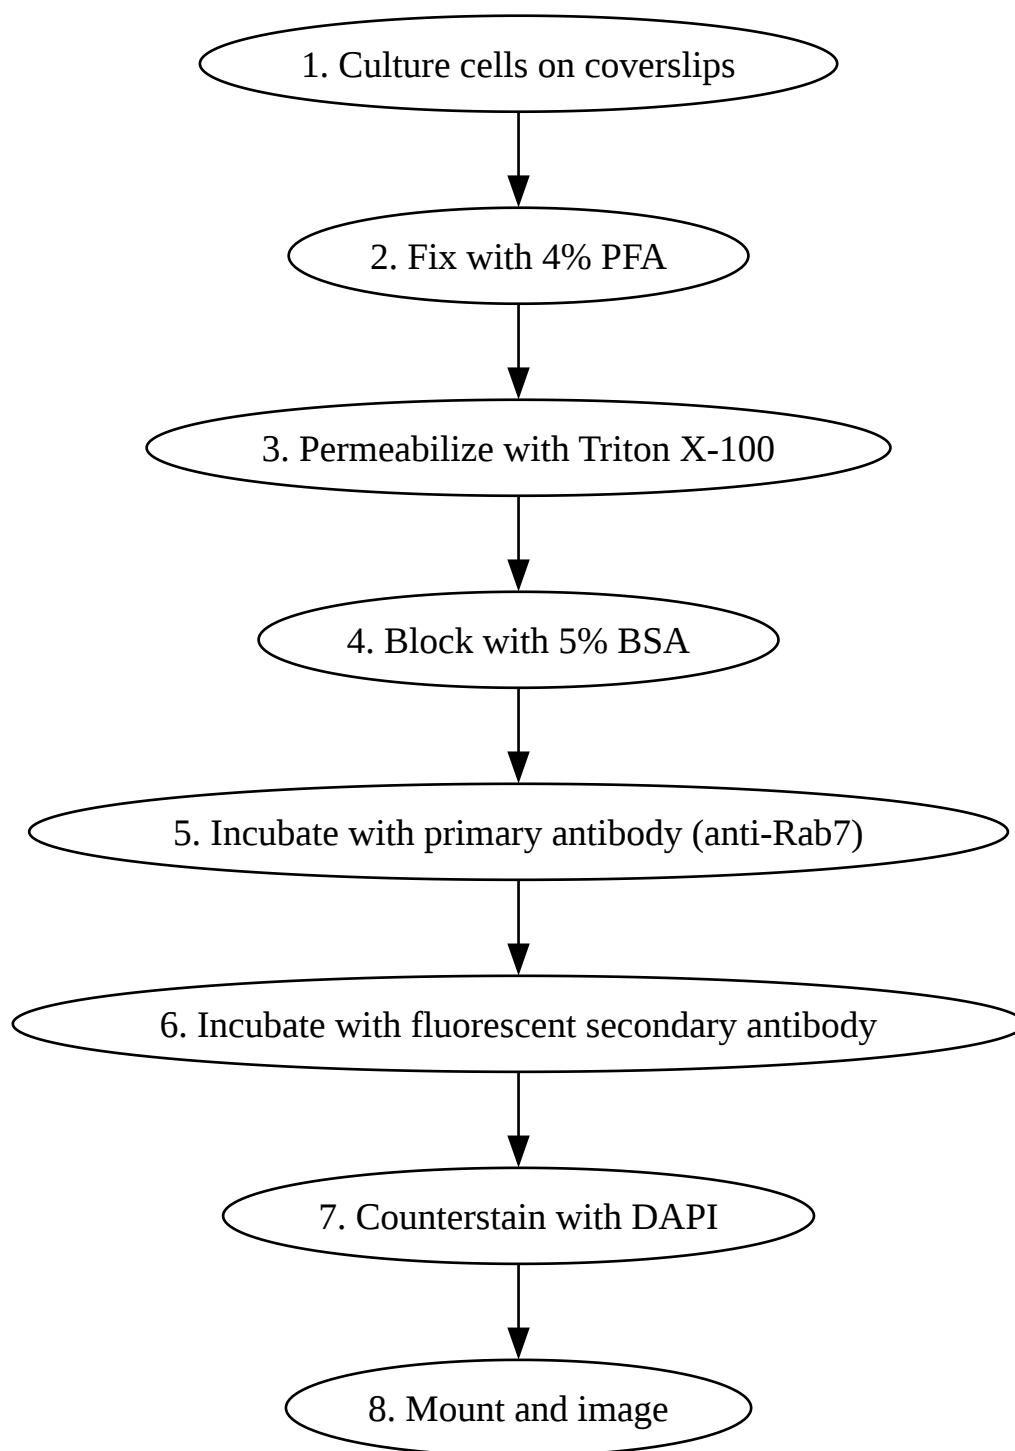 1. Culture cells on coverslips
2. Fix with 4% PFA
3. Permeabilize with Triton X-100
4. Block with 5% BSA
5. Incubate with primary antibody (anti-Rab7)
6. Incubate with fluorescent secondary antibody
7. Counterstain with DAPI
8. Mount and image